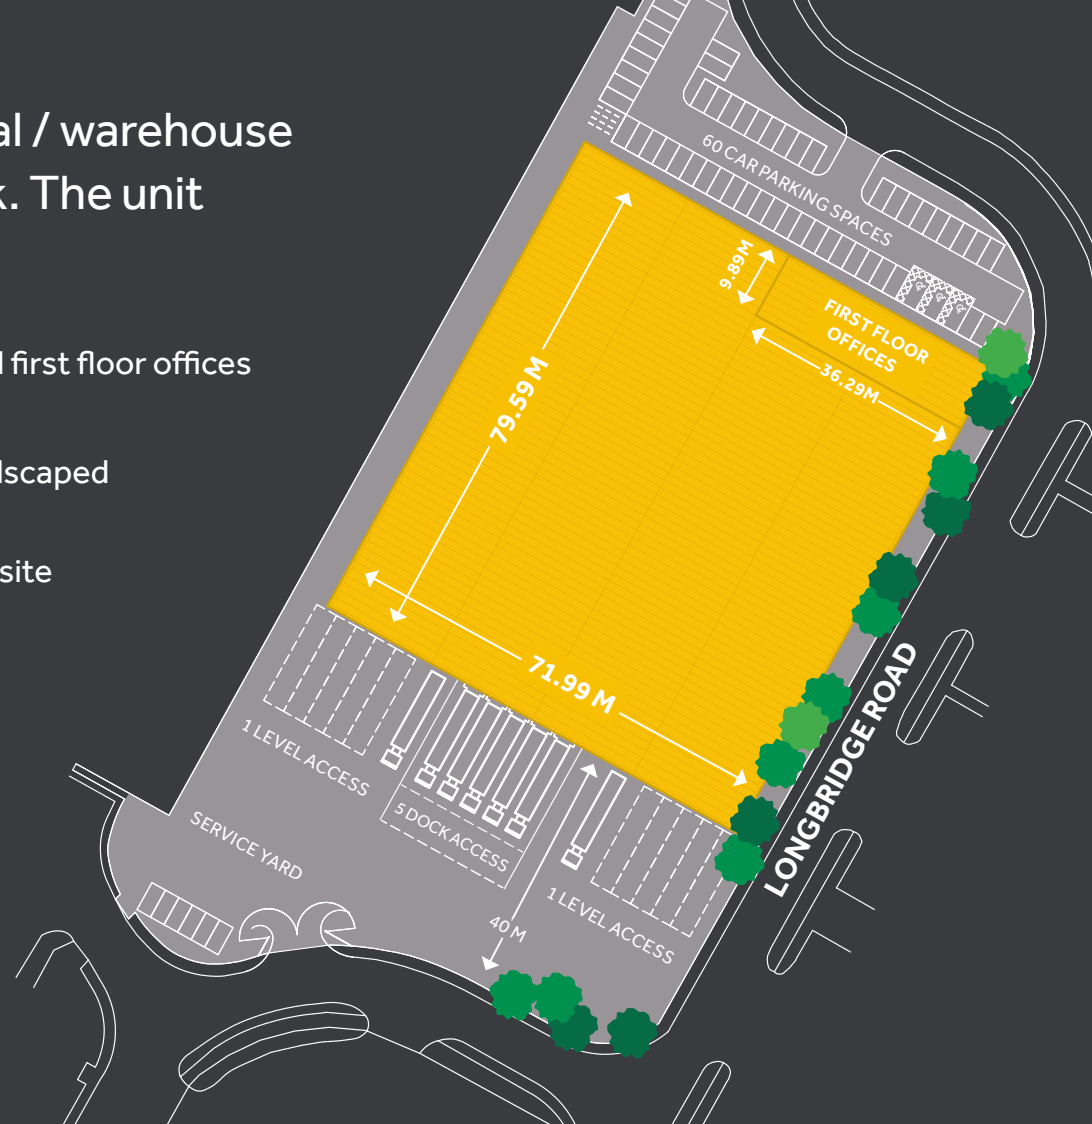 al / warehouse
k. The unit
first floor offices
dscaped
site
60 CAR PARKING SPACES
9.89M
FIRST FLOOR
OFFICES
36.29M
79.59 M
71.99 M
1 LEVEL ACCESS
5 DOCK ACCESS
SERVICE YARD
40 M
1 LEVEL ACCESS
LONGBRIDGE ROAD